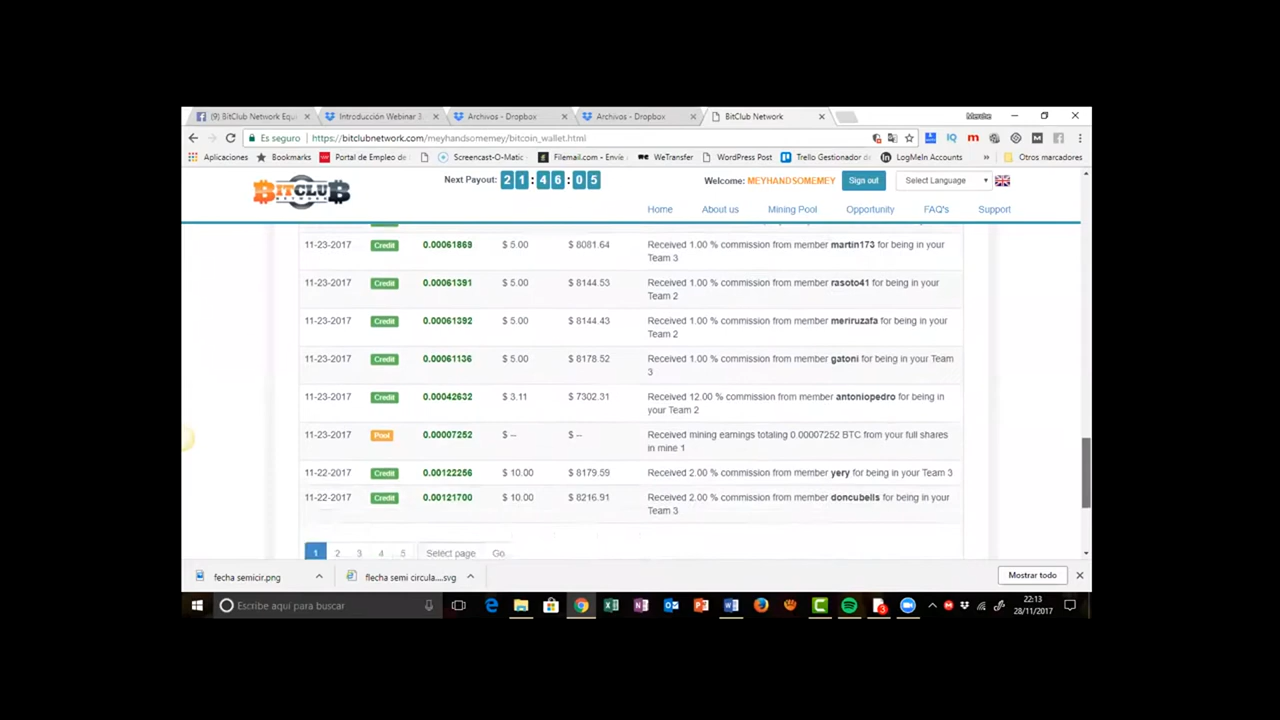 (9) BitClub Network Equ
Introducción Webinar 3.
Archivos - Dropbox
Archivos - Dropbox
BitClub Network
Merche
Es seguro
https://bitclubnetwork.com/meyhandsomemey/bitcoin_wallet.html
Aplicaciones
Bookmarks
Portal de Empleo de
Screencast-O-Matic
Filemail.com - Envíe
WeTransfer
WordPress Post
Trello Gestionador de
LogMeIn Accounts
»
Otros marcadores
BITCLUB
NETWORK
Next Payout: 21:46:05
Welcome: MEYHANDSOMEMEY
Sign out
Select Language
Home
About us
Mining Pool
Opportunity
FAQ's
Support
11-23-2017 Credit 0.00061869 $ 5.00 $ 8081.64 Received 1.00 % commission from member martin173 for being in your
Team 3
11-23-2017 Credit 0.00061391 $ 5.00 $ 8144.53 Received 1.00 % commission from member rasoto41 for being in your
Team 2
11-23-2017 Credit 0.00061392 $ 5.00 $ 8144.43 Received 1.00 % commission from member meriruzafa for being in your
Team 2
11-23-2017 Credit 0.00061136 $ 5.00 $ 8178.52 Received 1.00 % commission from member gatoni for being in your Team
3
11-23-2017 Credit 0.00042632 $ 3.11 $ 7302.31 Received 12.00 % commission from member antoniopedro for being in
your Team 2
11-23-2017 Pool 0.00007252 $ -- $ -- Received mining earnings totaling 0.00007252 BTC from your full shares
in mine 1
11-22-2017 Credit 0.00122256 $ 10.00 $ 8179.59 Received 2.00 % commission from member yery for being in your Team 3
11-22-2017 Credit 0.00121700 $ 10.00 $ 8216.91 Received 2.00 % commission from member doncubells for being in your
Team 3
1 2 3 4 5 Select page Go
fecha semicir.png
flecha semi circula....svg
Mostrar todo
Escribe aquí para buscar
22:13
28/11/2017